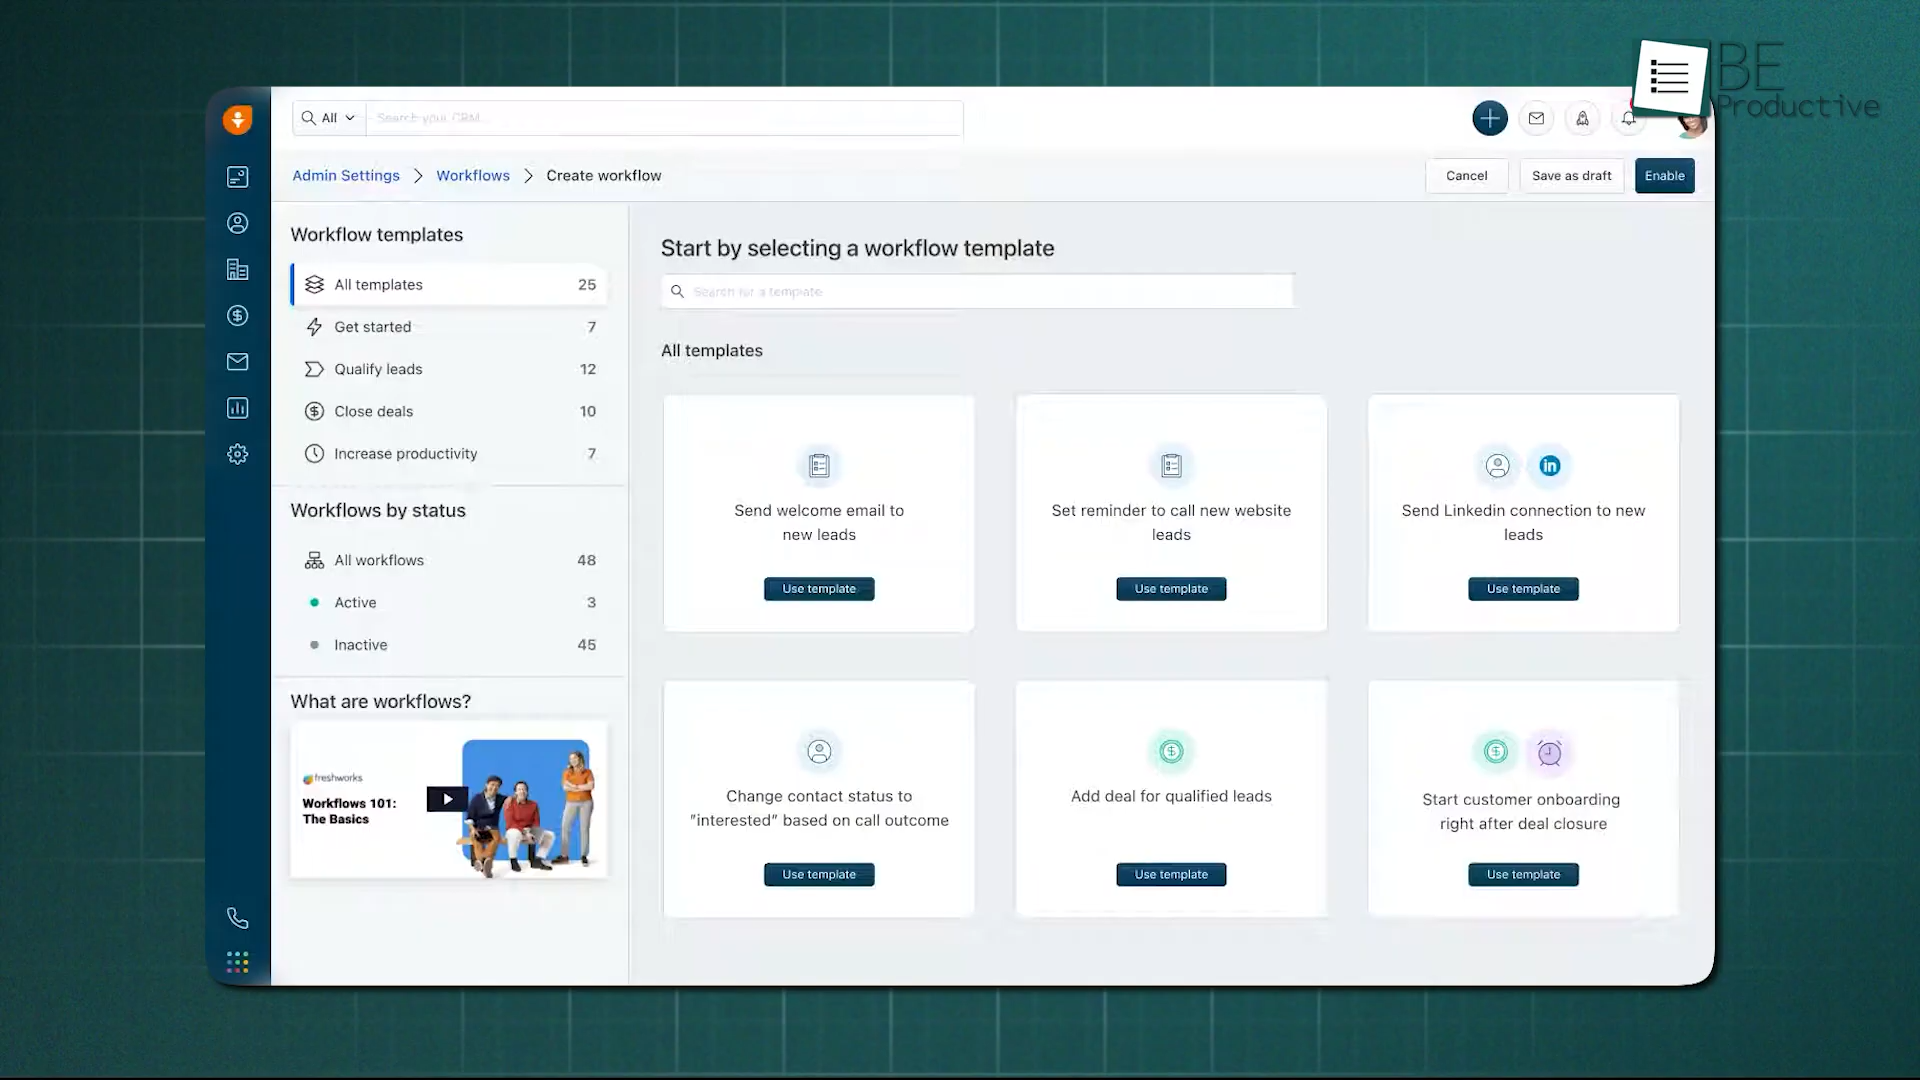 BE
Productive
All
Search your CRM...
Admin Settings
Workflows
Create workflow
Cancel
Save as draft
Enable
Workflow templates
All templates 25
Get started 7
Qualify leads 12
Close deals 10
Increase productivity 7
Workflows by status
All workflows 48
Active 3
Inactive 45
What are workflows?
freshworks
Workflows 101:
The Basics
Start by selecting a workflow template
Search for a template
All templates
Send welcome email to
new leads
Use template
Set reminder to call new website
leads
Use template
in
Send Linkedin connection to new
leads
Use template
Change contact status to
"interested” based on call outcome
Use template
Add deal for qualified leads
Use template
Start customer onboarding
right after deal closure
Use template